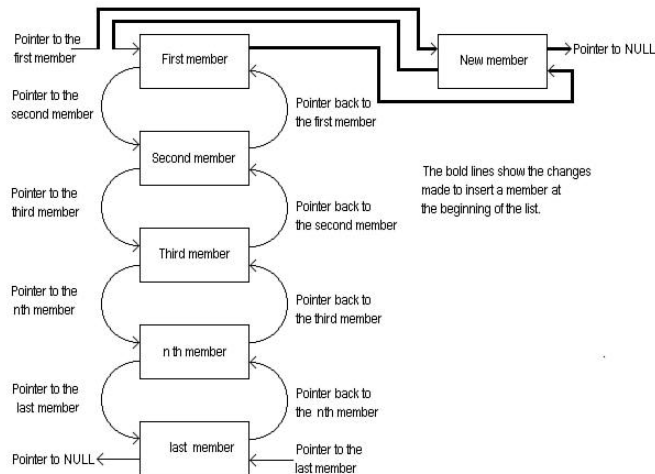 Pointer to the
first member
First member
New member
Pointer to NULL
Pointer to the
second member
Pointer back to
the first member
Second member
The bold lines show the changes
made to insert a member at
the beginning of the list.
Pointer to the
third member
Pointer back to
the second member
Third member
Pointer to the
nth member
Pointer back to
the third member
n th member
Pointer to the
last member
Pointer back to
the nth member
last member
Pointer to NULL
Pointer to the
last member